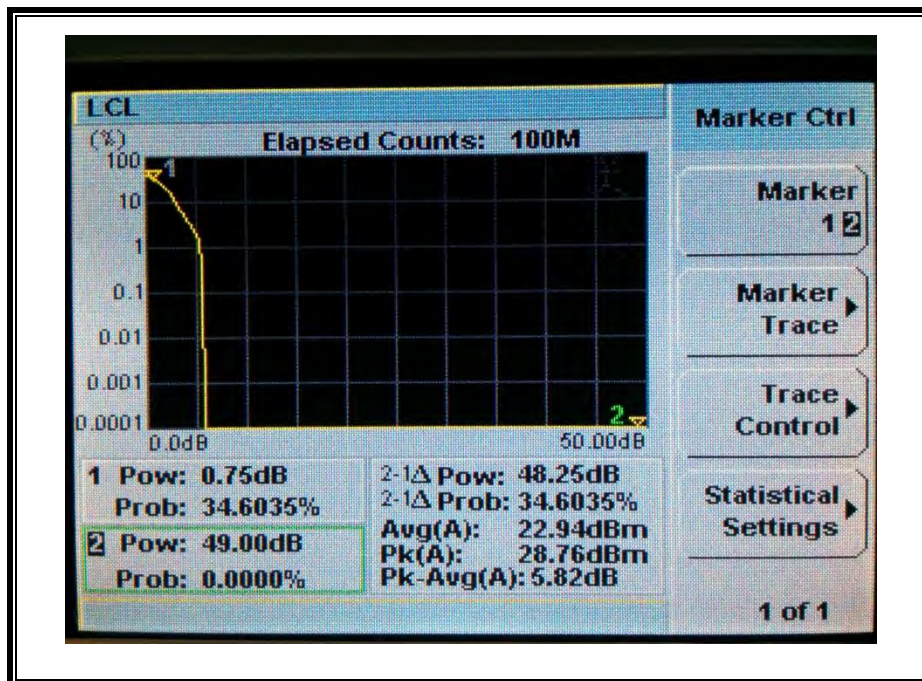 LCL
(%)
Elapsed Counts: 100M
100
10
1
0.1
0.01
0.001
0.0001
1
2
0.0dB
50.00dB
1 Pow: 0.75dB
Prob: 34.6035%
2 Pow: 49.00dB
Prob: 0.0000%
2-1Δ Pow: 48.25dB
2-1Δ Prob: 34.6035%
Avg(A): 22.94dBm
Pk(A): 28.76dBm
Pk-Avg(A): 5.82dB
Marker Ctrl
Marker
1 2
Marker
Trace
Trace
Control
Statistical
Settings
1 of 1